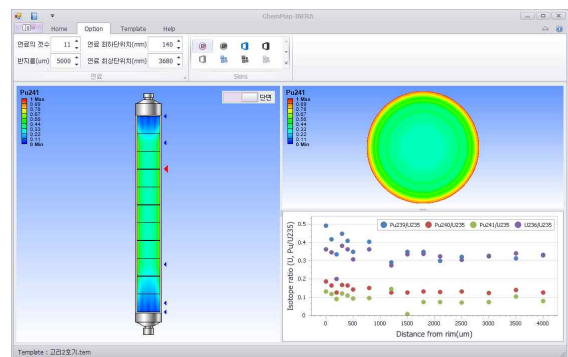 ChemMap-INFRA
Home Option Template Help
연료의 갯수 11 연료 최하단위치(mm) 140
반지름(um) 5000 연료 최상단위치(mm) 3680
연료 Skins
Pu241
1 Max
0.89
0.78
0.67
0.56
0.44
0.33
0.22
0.11
0 Min
단면
Pu241
1 Max
0.89
0.78
0.67
0.56
0.44
0.33
0.22
0.11
0 Min
Pu239/U235 Pu240/U235 Pu241/U235 U236/U235
Isotope ratio (U, Pu/U235)
0.5
0.4
0.3
0.2
0.1
0
0 500 1000 1500 2000 2500 3000 3500 4000
Distance from rim(um)
Template : 고리2호기.tem